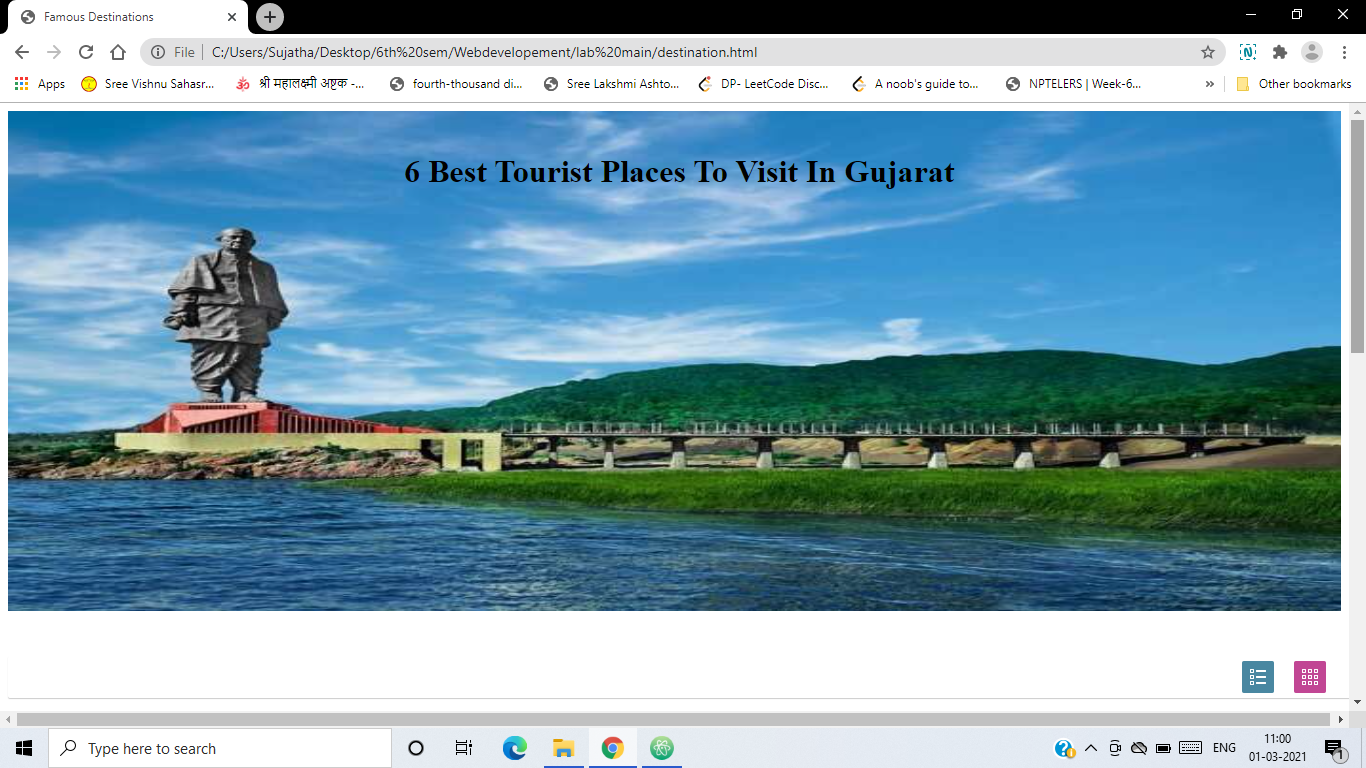 Famous Destinations
File C:/Users/Sujatha/Desktop/6th%20sem/Webdevelopement/lab%20main/destination.html
Apps Sree Vishnu Sahasr... श्री महालक्ष्मी अष्टक -... fourth-thousand di... Sree Lakshmi Ashto... DP- LeetCode Disc... A noob's guide to... NPTELERS | Week-6... » Other bookmarks
6 Best Tourist Places To Visit In Gujarat
Type here to search
ENG
11:00
01-03-2021
1